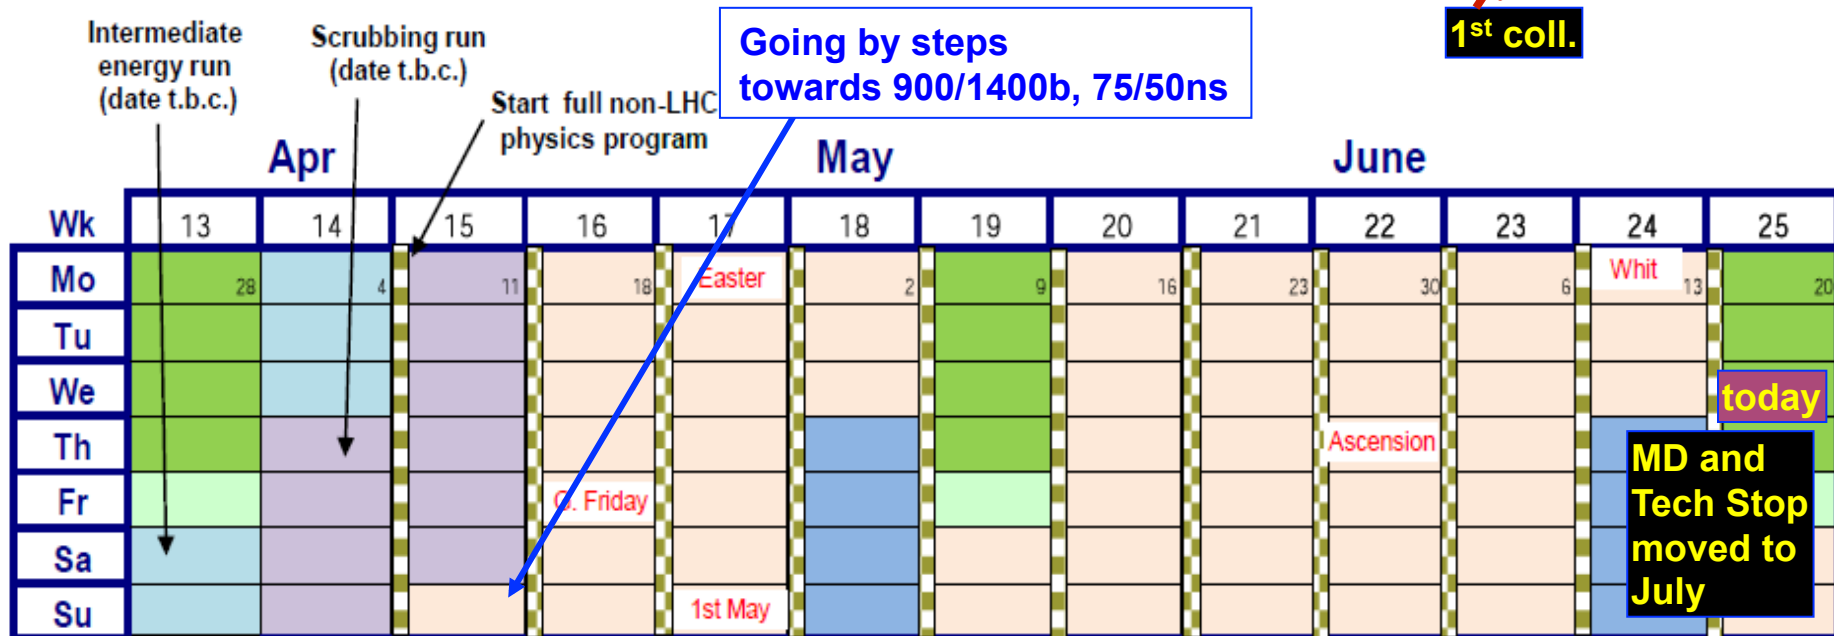 1st coll.
Intermediate
energy run
(date t.b.c.)
Scrubbing run
(date t.b.c.)
Start full non-LHC
physics program
Going by steps
towards 900/1400b, 75/50ns
Apr May June
Wk 13 14 15 16 17 18 19 20 21 22 23 24 25
Mo 28 4 11 18 Easter 2 9 16 23 30 6 Whit 13 20
Tu
We today
Th Ascension
Fr G. Friday
Sa
Su 1st May
MD and
Tech Stop
moved to
July